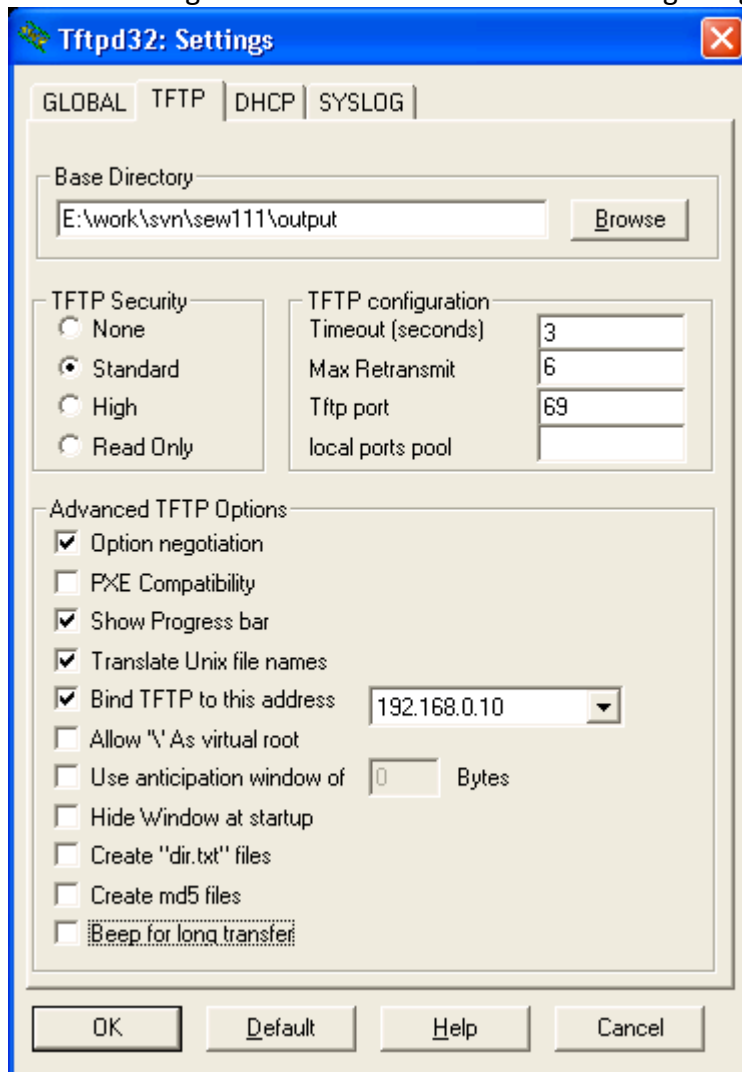 Tftpd32: Settings
GLOBAL TFTP DHCP SYSLOG
Base Directory
E:\work\svn\sew111\output Browse
TFTP Security
None
Standard
High
Read Only
TFTP configuration
Timeout (seconds) 3
Max Retransmit 6
Tftp port 69
local ports pool
Advanced TFTP Options
Option negotiation
PXE Compatibility
Show Progress bar
Translate Unix file names
Bind TFTP to this address 192.168.0.10
Allow '\' As virtual root
Use anticipation window of 0 Bytes
Hide Window at startup
Create "dir.txt" files
Create md5 files
Beep for long transfer
OK Default Help Cancel